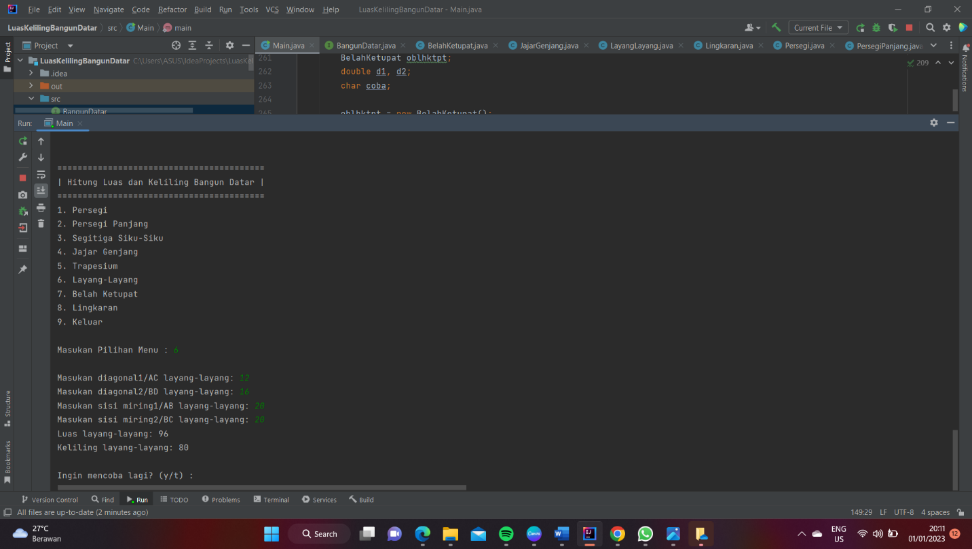 File Edit View Navigate Code Refactor Build Run Tools VCS Window Help LuasKelilingBangunDatar - Main.java
LuasKelilingBangunDatar src Main main Current File
Project Main.java BangunDatar.java BelahKetupat.java JajarGenjang.java LayangLayang.java Lingkaran.java Persegi.java PersegiPanjang.java
LuasKelilingBangunDatar C:\Users\ASUS\IdeaProjects\LuasK
261 BelahKetupat oblhktpt;
.idea
262 double d1, d2;
209
out
263 char coba;
src
264
BangunDatar
265 oblhktpt = new BelahKetupat();
Project
Notifications
Run: Main
=========================================
| Hitung Luas dan Keliling Bangun Datar |
=========================================
1. Persegi
2. Persegi Panjang
3. Segitiga Siku-Siku
4. Jajar Genjang
5. Trapesium
6. Layang-Layang
7. Belah Ketupat
8. Lingkaran
9. Keluar
Masukan Pilihan Menu : 6
Masukan diagonal1/AC layang-layang: 12
Masukan diagonal2/BD layang-layang: 16
Masukan sisi miring1/AB layang-layang: 20
Masukan sisi miring2/BC layang-layang: 20
Luas layang-layang: 96
Keliling layang-layang: 80
Ingin mencoba lagi? (y/t) :
Structure
Bookmarks
Version Control Find Run TODO Problems Terminal Services Build
All files are up-to-date (2 minutes ago) 149:29 LF UTF-8 4 spaces
27°C
Berawan
Search
ENG
US
20:11
01/01/2023
12